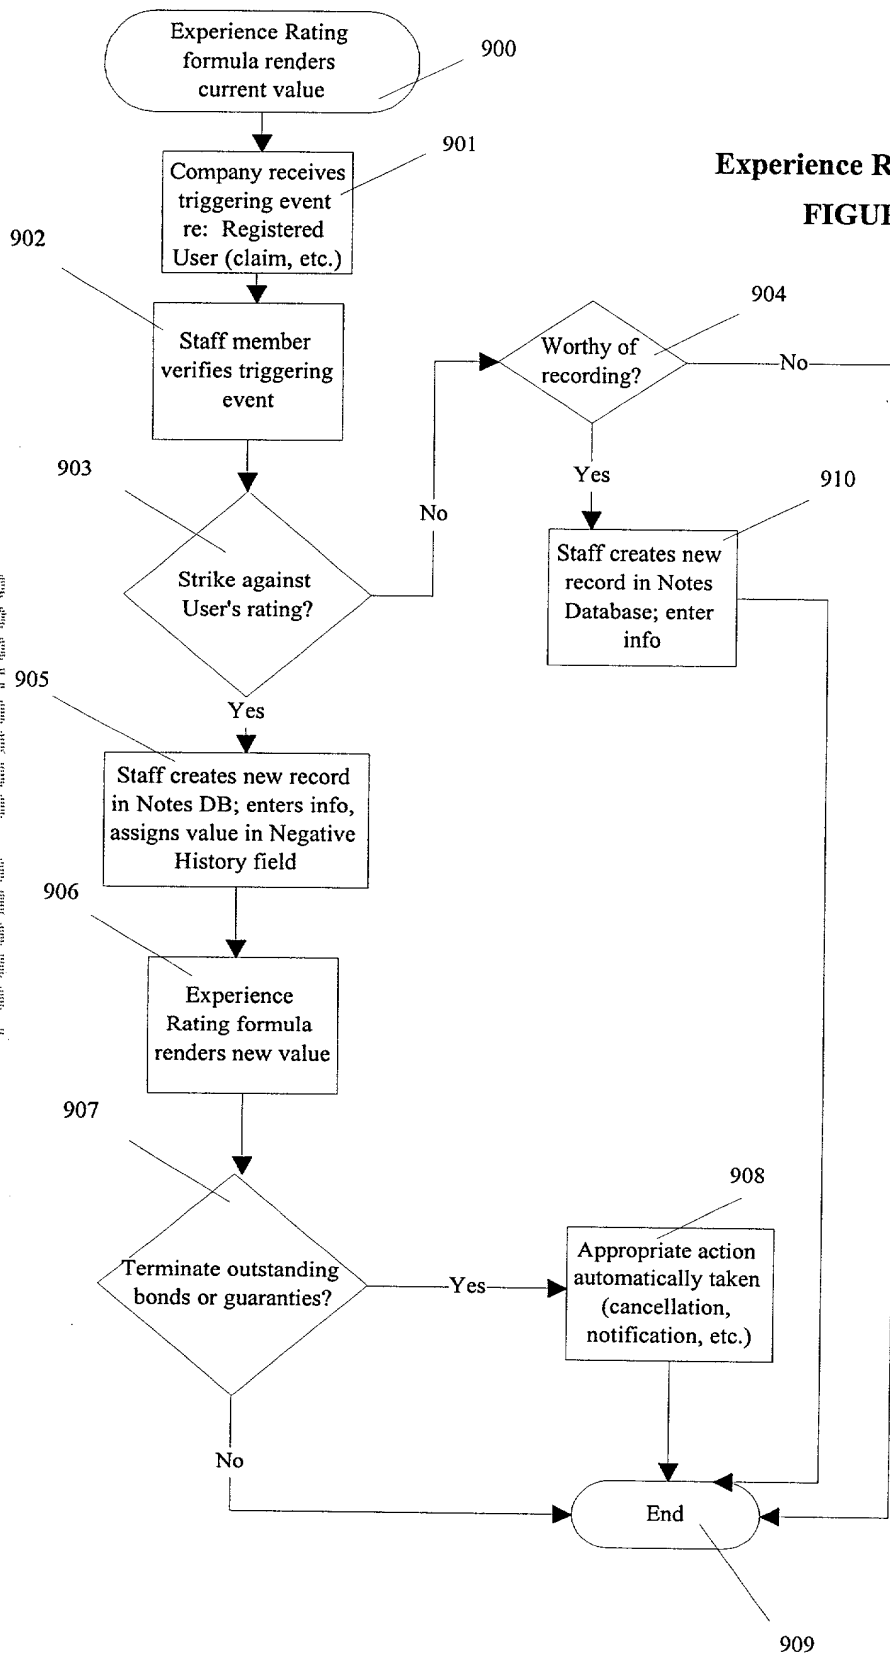 Experience Rating
formula renders
current value
900
901
Company receives
triggering event
re: Registered
User (claim, etc.)
Experience R
FIGU
902
Staff member
verifies triggering
event
904
Worthy of
recording?
No
903
Strike against
User's rating?
No
Yes
910
Staff creates new
record in Notes
Database; enter
info
905
Yes
Staff creates new record
in Notes DB; enters info,
assigns value in Negative
History field
906
Experience
Rating formula
renders new value
907
Terminate outstanding
bonds or guaranties?
Yes
908
Appropriate action
automatically taken
(cancellation,
notification, etc.)
No
End
909